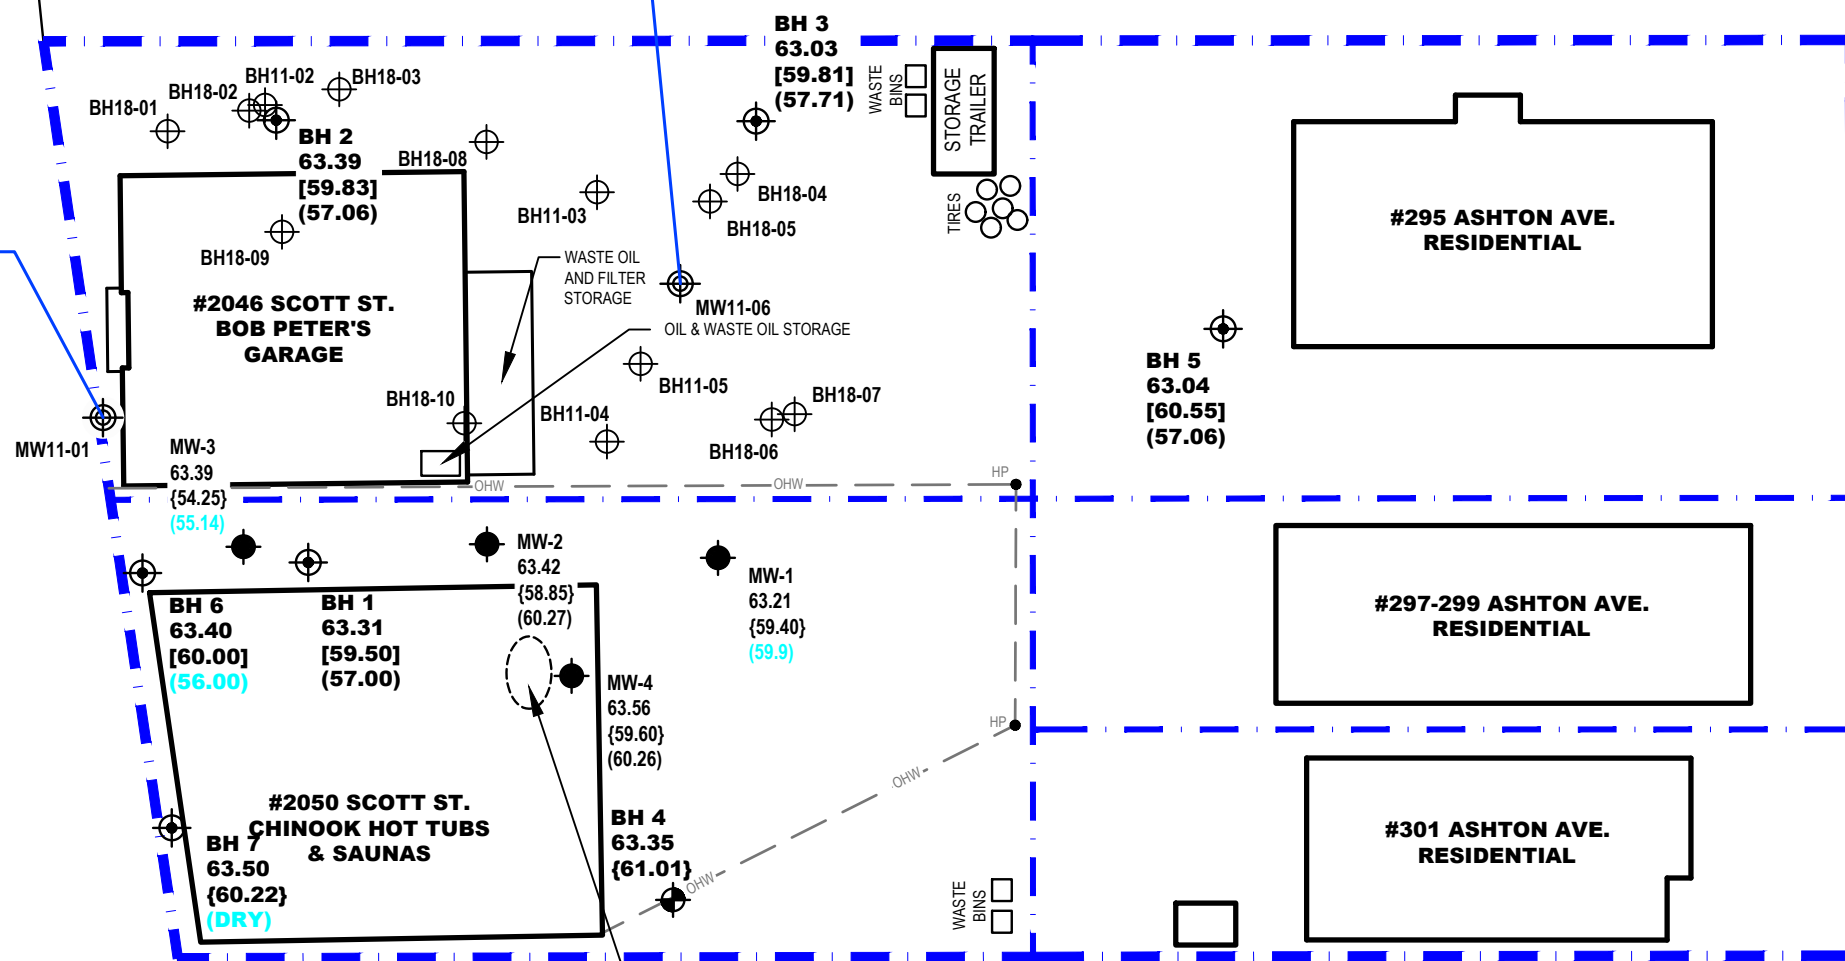 BH 3
63.03
[59.81]
(57.71)
WASTE
BINS
STORAGE
TRAILER
TIRES
BH18-01
BH18-02
BH11-02
BH18-03
BH 2
63.39
[59.83]
(57.06)
BH18-08
BH11-03
BH18-04
BH18-05
BH18-09
#2046 SCOTT ST.
BOB PETER'S
GARAGE
WASTE OIL
AND FILTER
STORAGE
MW11-06
OIL & WASTE OIL STORAGE
BH11-05
BH18-10
BH11-04
BH18-07
BH18-06
MW11-01
MW-3
63.39
{54.25}
(55.14)
OHW
OHW
HP
#295 ASHTON AVE.
RESIDENTIAL
BH 5
63.04
[60.55]
(57.06)
MW-2
63.42
{58.85}
(60.27)
MW-1
63.21
{59.40}
(59.9)
BH 6
63.40
[60.00]
(56.00)
BH 1
63.31
[59.50]
(57.00)
MW-4
63.56
{59.60}
(60.26)
HP
OHW
OHW
#297-299 ASHTON AVE.
RESIDENTIAL
#2050 SCOTT ST.
CHINOOK HOT TUBS
& SAUNAS
BH 7
63.50
{60.22}
(DRY)
BH 4
63.35
{61.01}
WASTE
BINS
#301 ASHTON AVE.
RESIDENTIAL